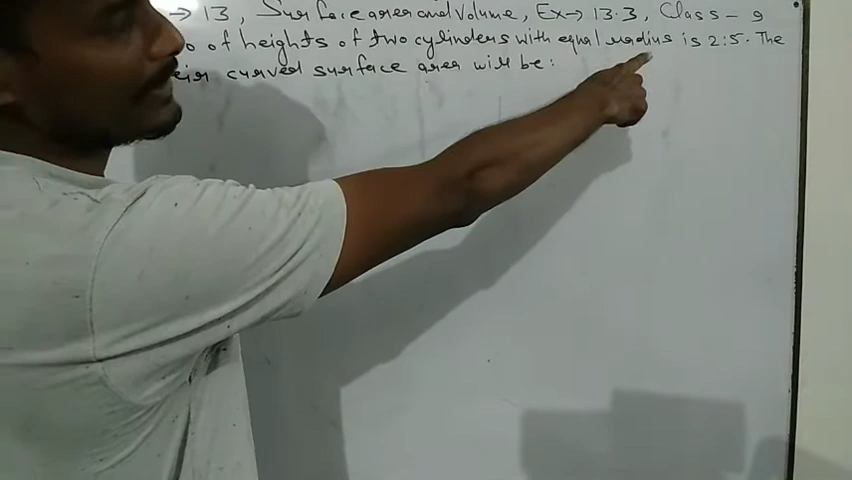 → 13, Surface area and Volume, Ex→ 13.3, Class - 9
o of heights of two cylinders with equal radius is 2:5. The
eir curved surface area will be: